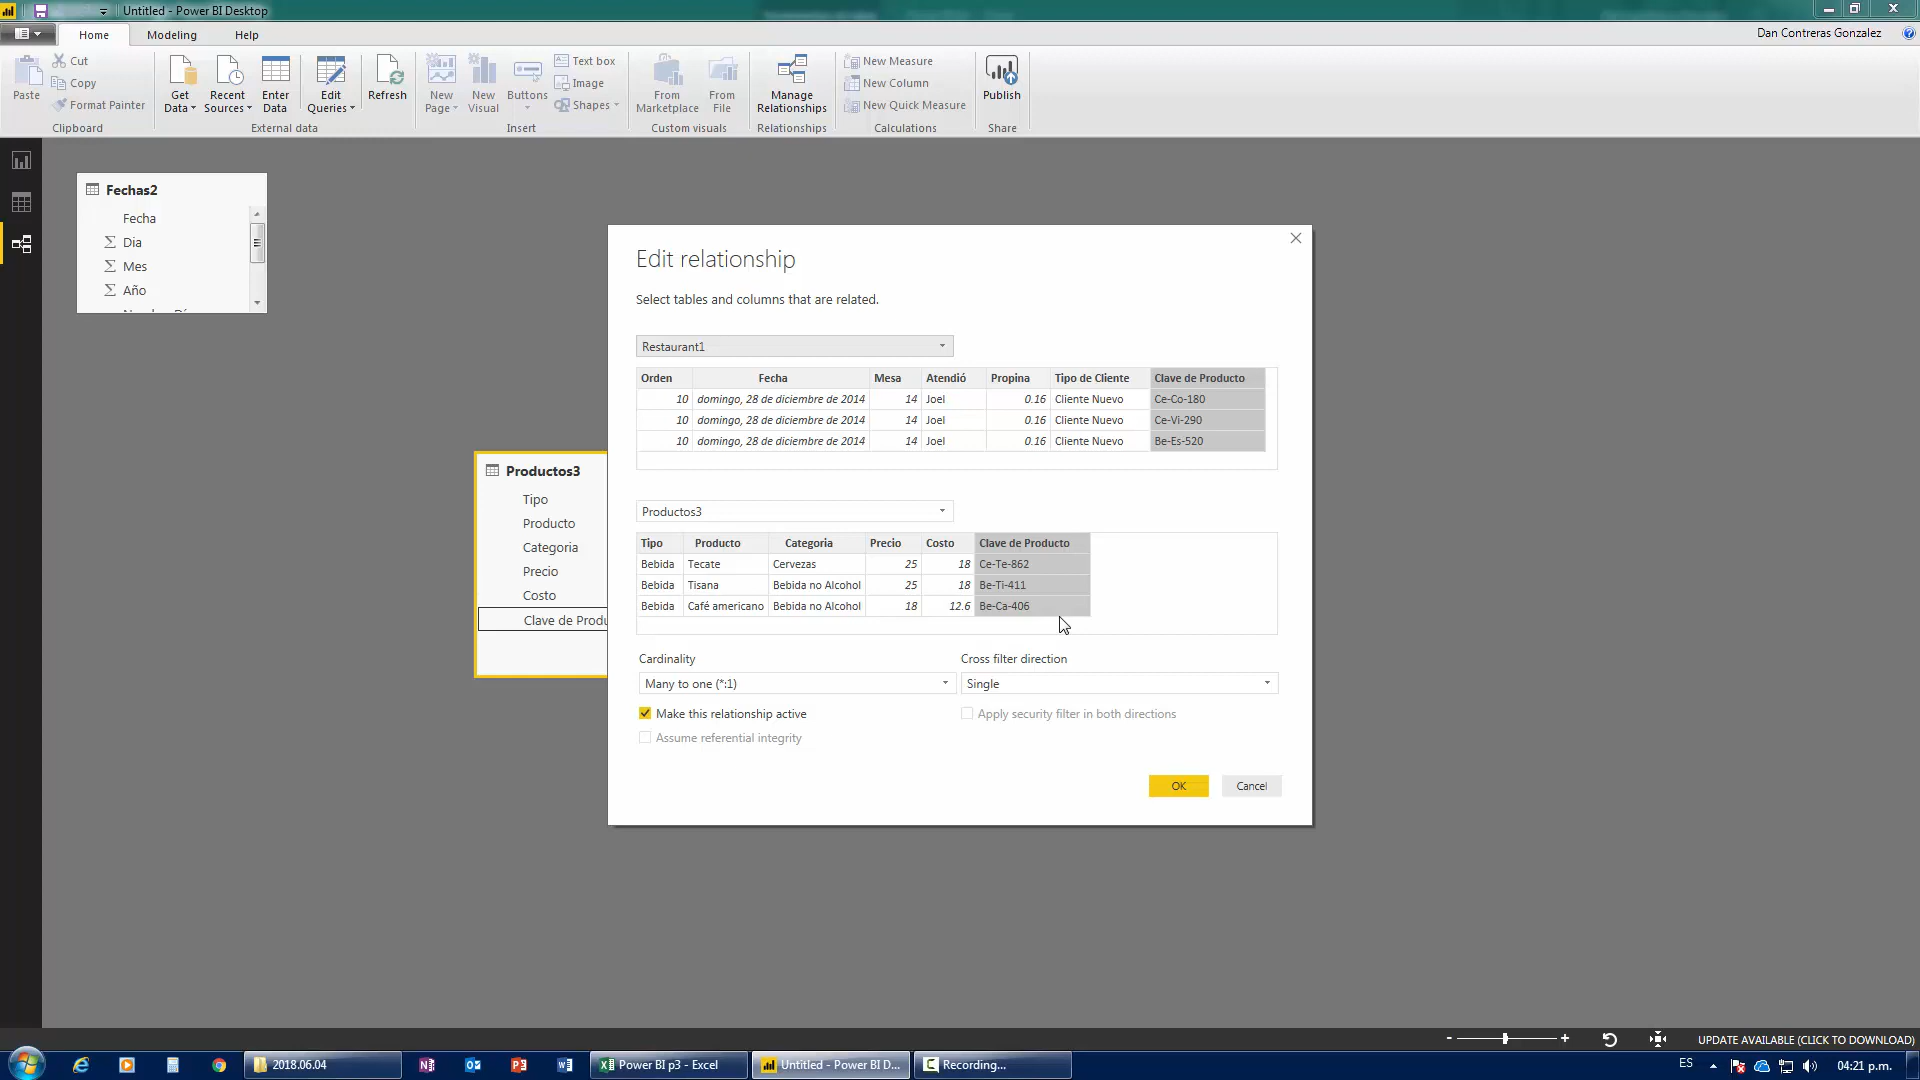 Untitled - Power BI Desktop
Home Modeling Help
Dan Contreras Gonzalez
Paste
Cut
Copy
Format Painter
Clipboard
Get Data
Recent Sources
Enter Data
Edit Queries
Refresh
External data
New Page
New Visual
Buttons
Text box
Image
Shapes
Insert
From Marketplace
From File
Custom visuals
Manage Relationships
Relationships
New Measure
New Column
New Quick Measure
Calculations
Publish
Share
Fechas2
Fecha
Dia
Mes
Año
Productos3
Tipo
Producto
Categoria
Precio
Costo
Clave de Produ
Edit relationship
Select tables and columns that are related.
Restaurant1
Orden Fecha Mesa Atendió Propina Tipo de Cliente Clave de Producto
10 domingo, 28 de diciembre de 2014 14 Joel 0.16 Cliente Nuevo Ce-Co-180
10 domingo, 28 de diciembre de 2014 14 Joel 0.16 Cliente Nuevo Ce-Vi-290
10 domingo, 28 de diciembre de 2014 14 Joel 0.16 Cliente Nuevo Be-Es-520
Productos3
Tipo Producto Categoria Precio Costo Clave de Producto
Bebida Tecate Cervezas 25 18 Ce-Te-862
Bebida Tisana Bebida no Alcohol 25 18 Be-Ti-411
Bebida Café americano Bebida no Alcohol 18 12.6 Be-Ca-406
Cardinality
Many to one (*:1)
Cross filter direction
Single
Make this relationship active
Apply security filter in both directions
Assume referential integrity
OK Cancel
UPDATE AVAILABLE (CLICK TO DOWNLOAD)
2018.06.04
Power BI p3 - Excel
Untitled - Power BI D...
Recording...
ES
04:21 p.m.